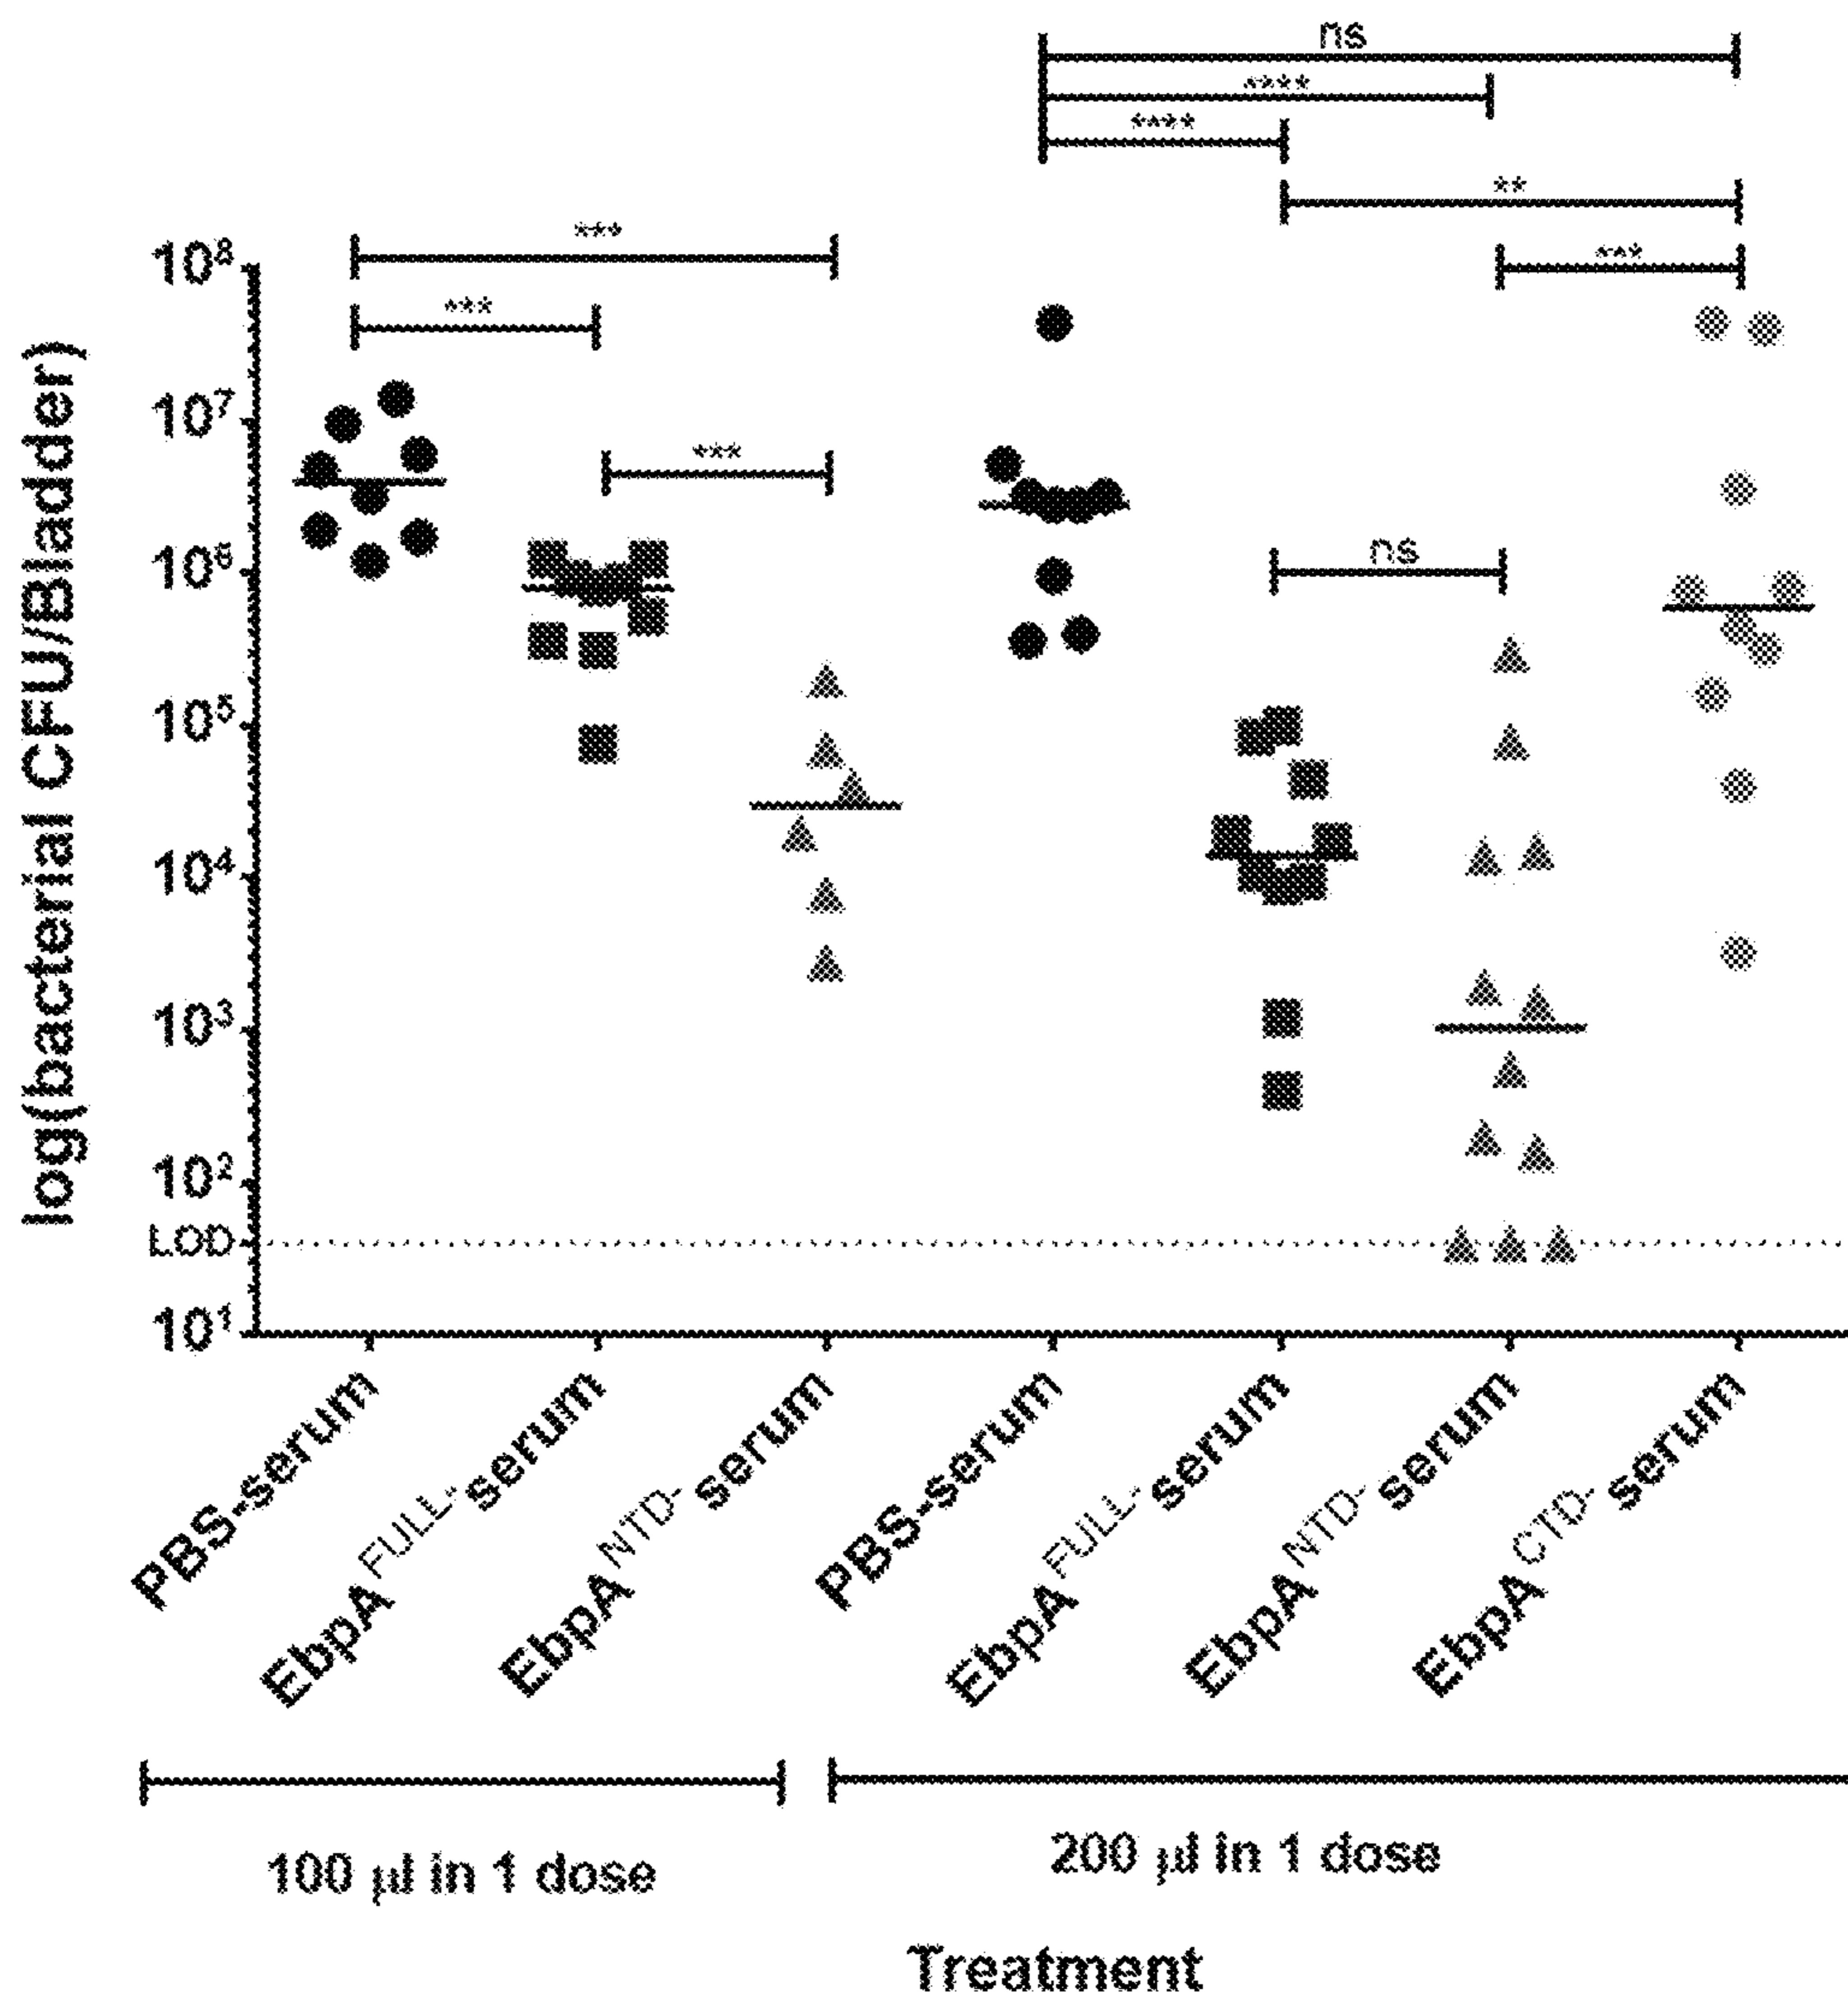 ns
****
****
**
***
***
***
***
ns
log(bacterial CFU/Bladder)
10⁸
10⁷
10⁶
10⁵
10⁴
10³
10²
LOD
10¹
PBS-serum
EbpA^FULL- serum
EbpA^NTD- serum
PBS-serum
EbpA^FULL- serum
EbpA^NTD- serum
EbpA^CTD- serum
100 µl in 1 dose
200 µl in 1 dose
Treatment